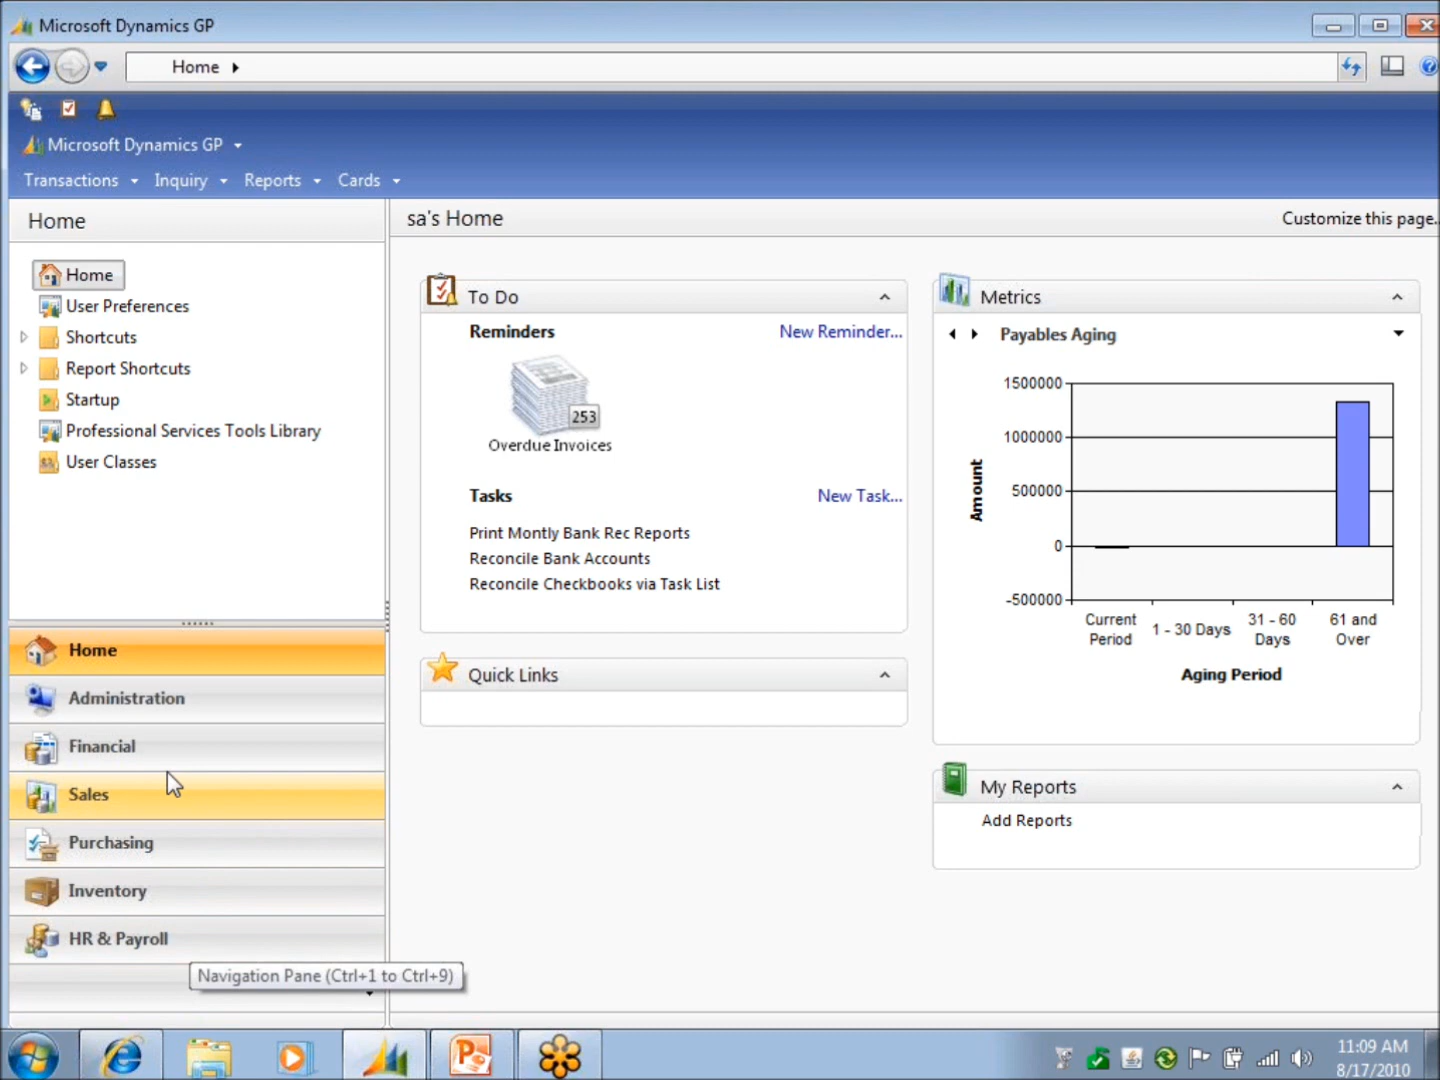 Microsoft Dynamics GP
Home
Microsoft Dynamics GP
Transactions Inquiry Reports Cards
Home
sa's Home
Customize this page...
Home
User Preferences
Shortcuts
Report Shortcuts
Startup
Professional Services Tools Library
User Classes
To Do
Reminders
New Reminder...
253
Overdue Invoices
Tasks
New Task...
Print Montly Bank Rec Reports
Reconcile Bank Accounts
Reconcile Checkbooks via Task List
Quick Links
Metrics
Payables Aging
1500000
1000000
500000
0
-500000
Amount
Current
Period
1 - 30 Days
31 - 60
Days
61 and
Over
Aging Period
My Reports
Add Reports
Home
Administration
Financial
Sales
Purchasing
Inventory
HR & Payroll
Navigation Pane (Ctrl+1 to Ctrl+9)
11:09 AM
8/17/2010